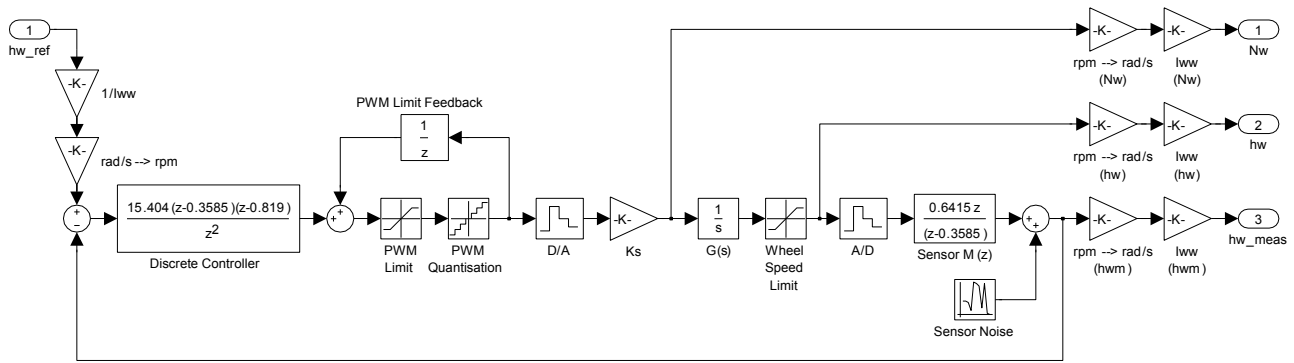 1
hw_ref
-K-
1/Iww
-K-
rad/s --> rpm
+
−
15.404 (z-0.3585)(z-0.819)
z2
Discrete Controller
PWM Limit Feedback
1
z
+
+
PWM
Limit
PWM
Quantisation
D/A
-K-
Ks
1
s
G(s)
Wheel
Speed
Limit
A/D
0.6415 z
(z-0.3585)
Sensor M (z)
+
+
Sensor Noise
-K-
rpm --> rad/s
(Nw)
-K-
Iww
(Nw)
1
Nw
-K-
rpm --> rad/s
(hw)
-K-
Iww
(hw)
2
hw
-K-
rpm --> rad/s
(hwm)
-K-
Iww
(hwm)
3
hw_meas